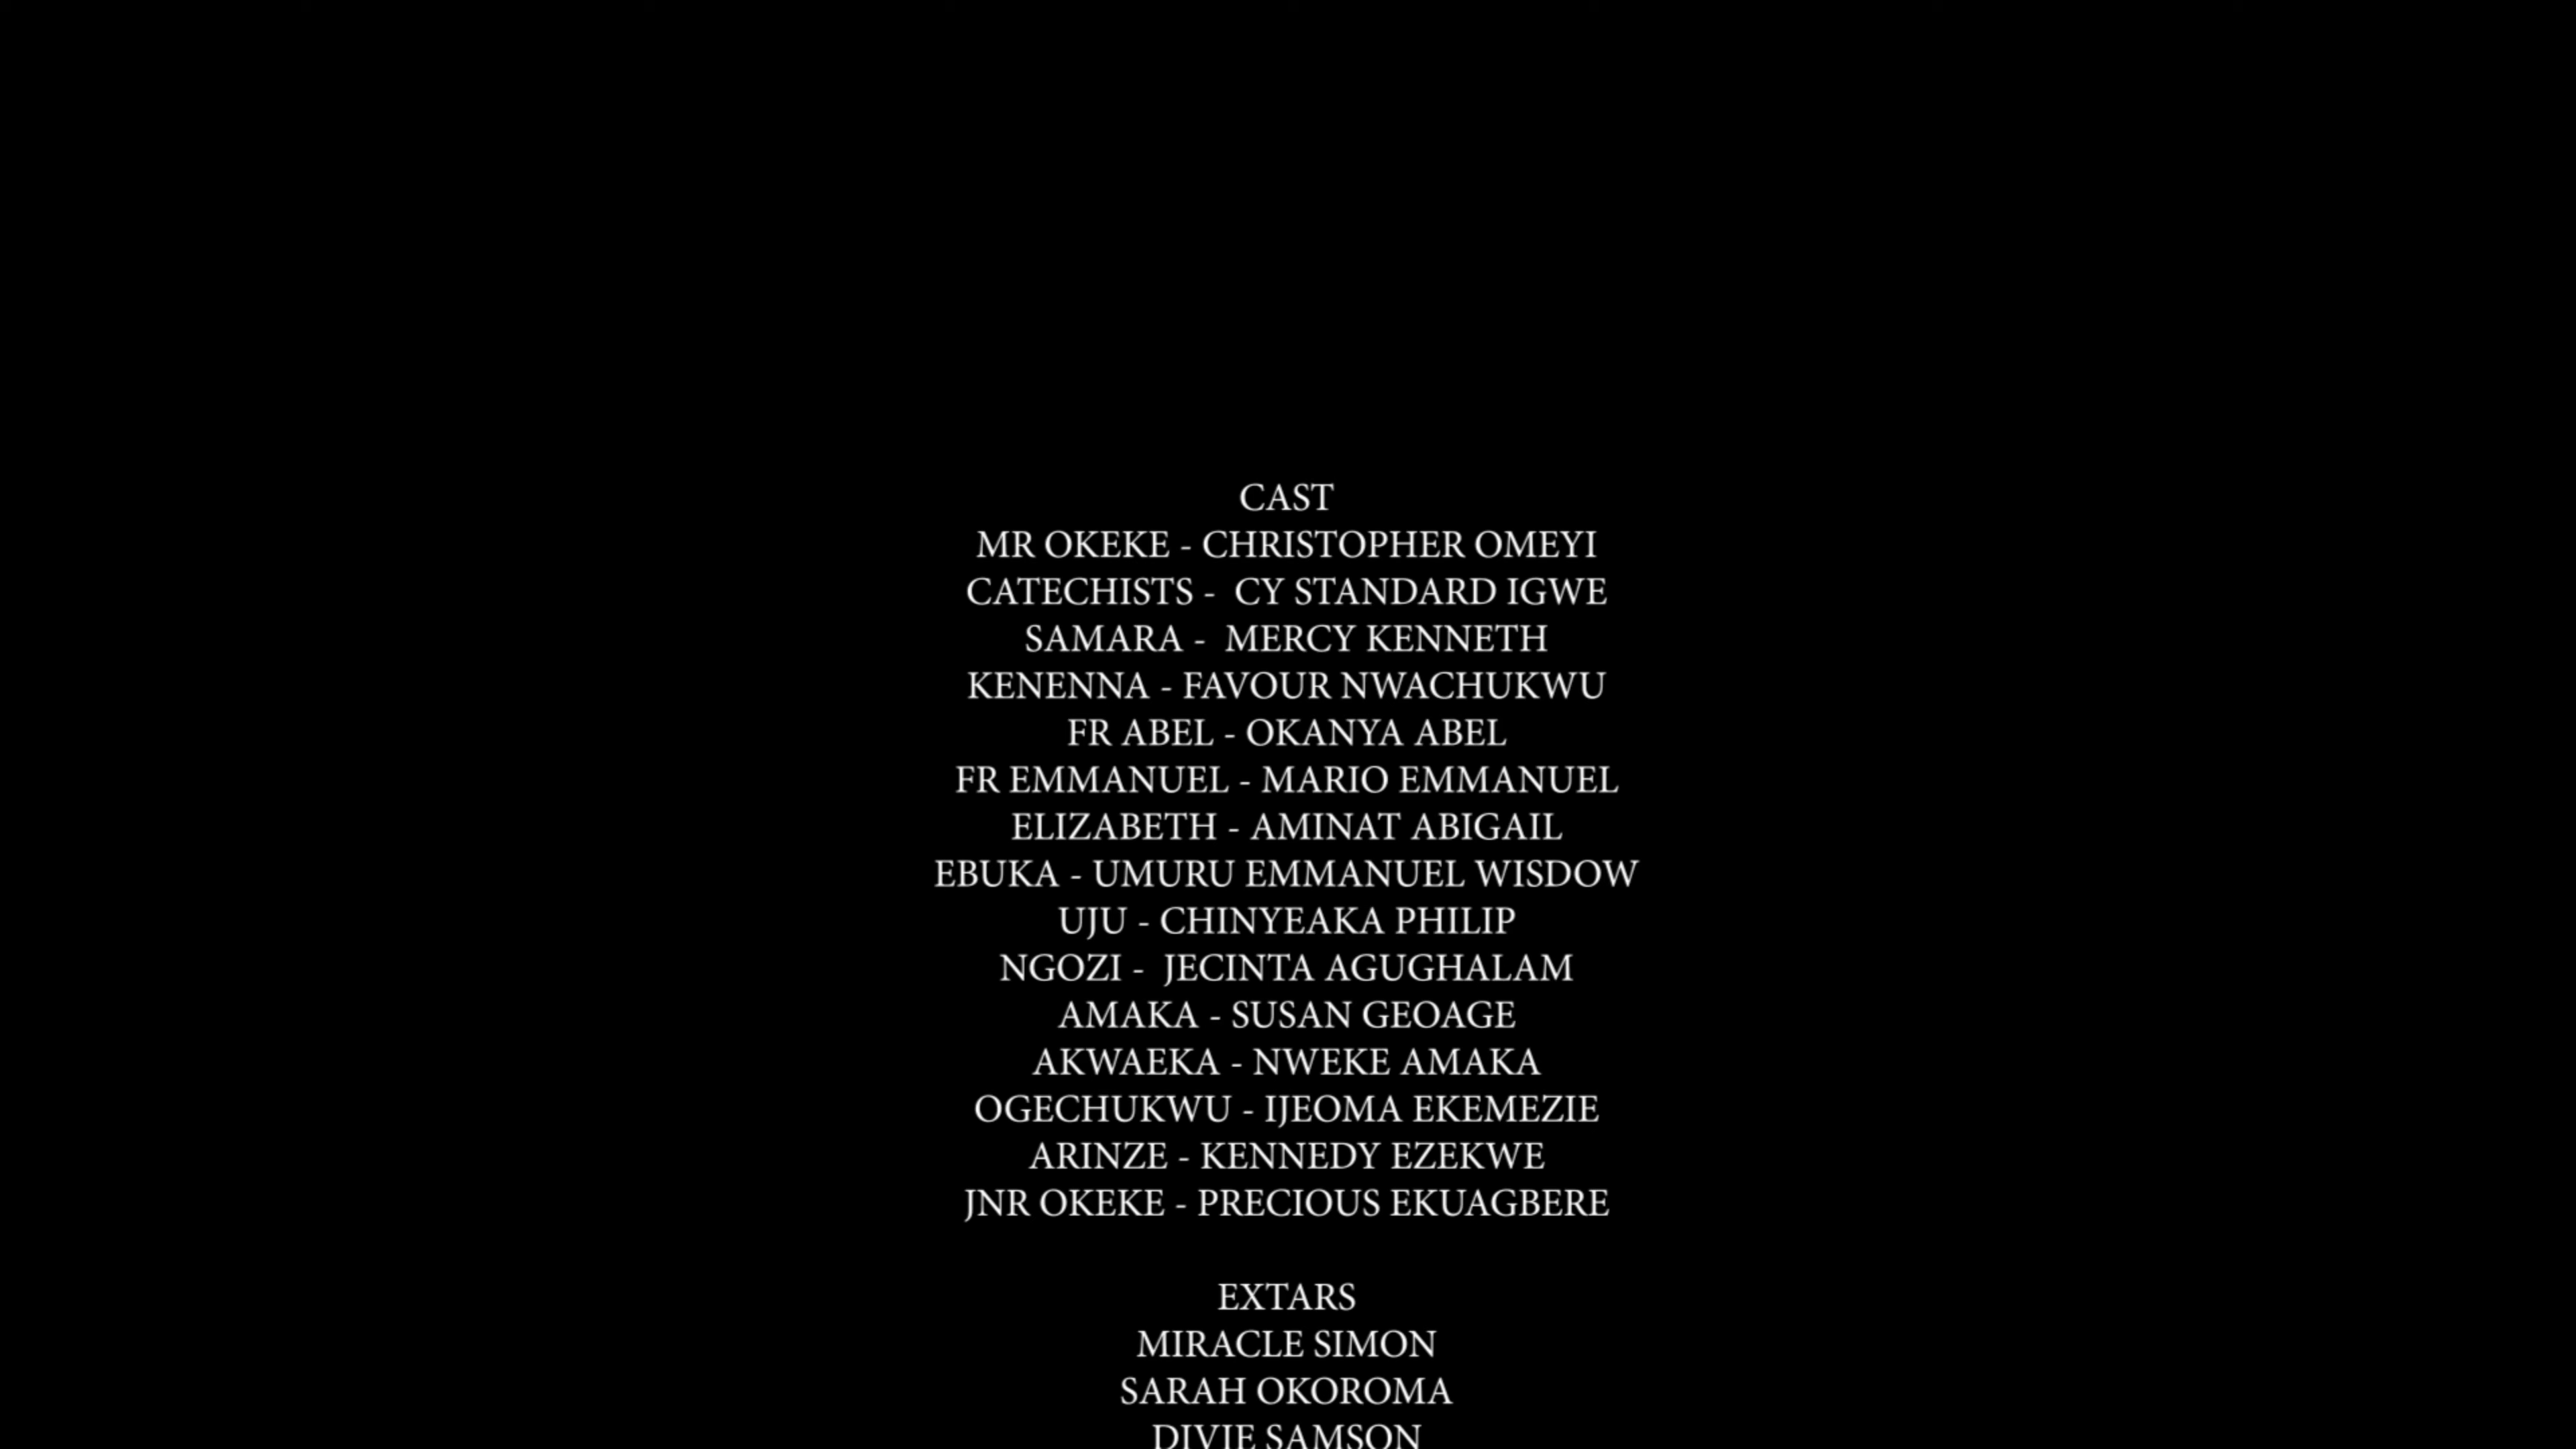 CAST
MR OKEKE - CHRISTOPHER OMEYI
CATECHISTS - CY STANDARD IGWE
SAMARA - MERCY KENNETH
KENENNA - FAVOUR NWACHUKWU
FR ABEL - OKANYA ABEL
FR EMMANUEL - MARIO EMMANUEL
ELIZABETH - AMINAT ABIGAIL
EBUKA - UMURU EMMANUEL WISDOW
UJU - CHINYEAKA PHILIP
NGOZI - JECINTA AGUGHALAM
AMAKA - SUSAN GEOAGE
AKWAEKA - NWEKE AMAKA
OGECHUKWU - IJEOMA EKEMEZIE
ARINZE - KENNEDY EZEKWE
JNR OKEKE - PRECIOUS EKUAGBERE
EXTARS
MIRACLE SIMON
SARAH OKOROMA
DIVIE SAMSON